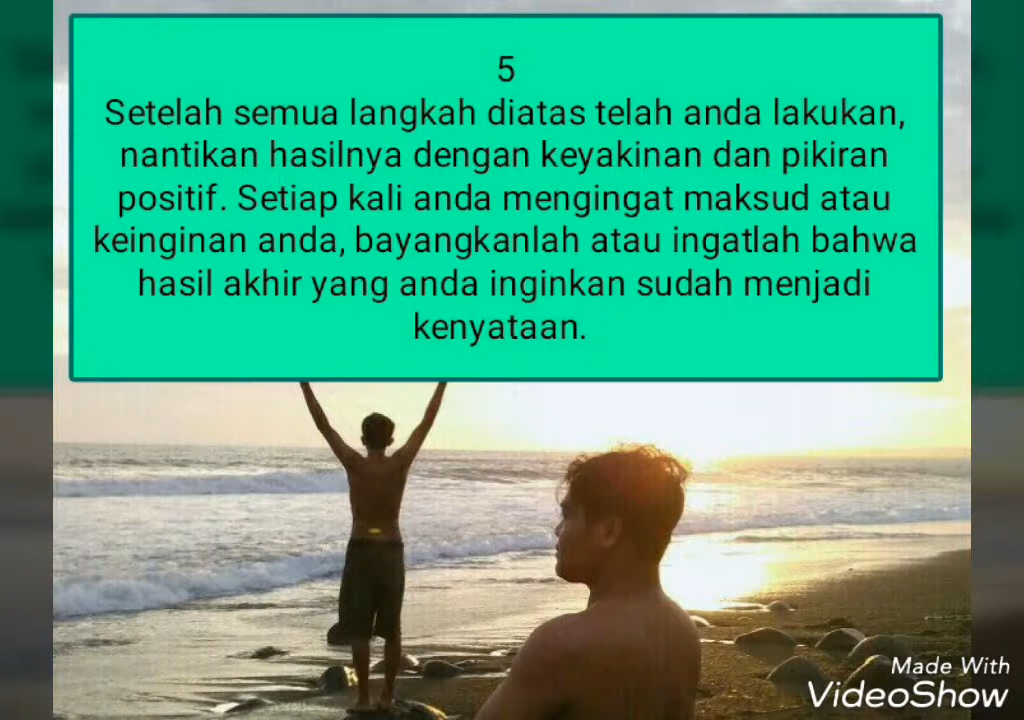 5
Setelah semua langkah diatas telah anda lakukan,
nantikan hasilnya dengan keyakinan dan pikiran
positif. Setiap kali anda mengingat maksud atau
keinginan anda, bayangkanlah atau ingatlah bahwa
hasil akhir yang anda inginkan sudah menjadi
kenyataan.
Made With
VideoShow